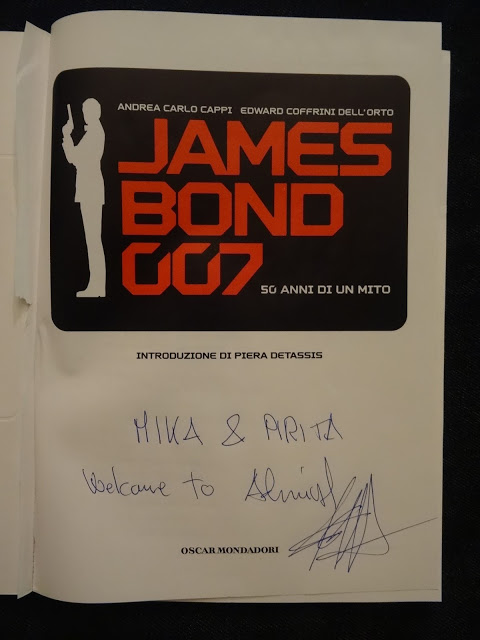 ANDREA CARLO CAPPI EDWARD COFFRINI DELL'ORTO
JAMES
BOND
007
50 ANNI DI UN MITO
INTRODUZIONE DI PIERA DETASSIS
MIKA & PIRITA
Welcome to
OSCAR MONDADORI